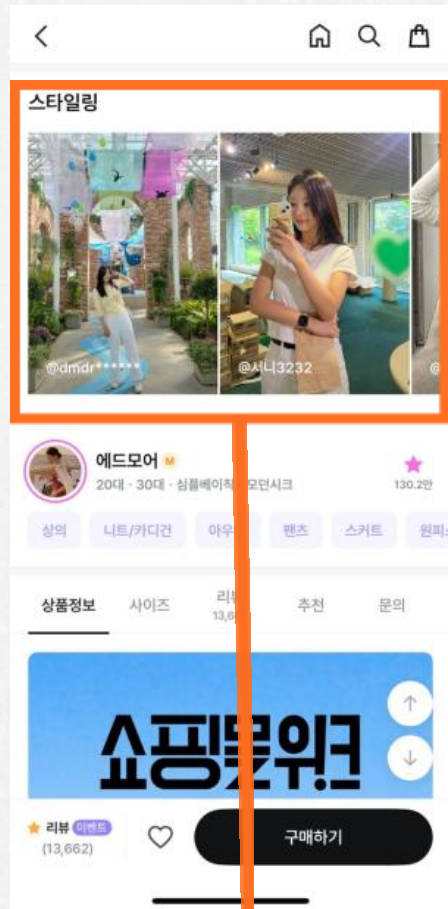 스타일링
@dmdr******
@서니3232
@
에드모어 M
20대 · 30대 · 심플베이직 모던시크
130.2만
상의
니트/카디건
팬츠
스커트
상품정보
사이즈
추천
문의
쇼핑몰위크
리뷰 이벤트
(13,662)
구매하기